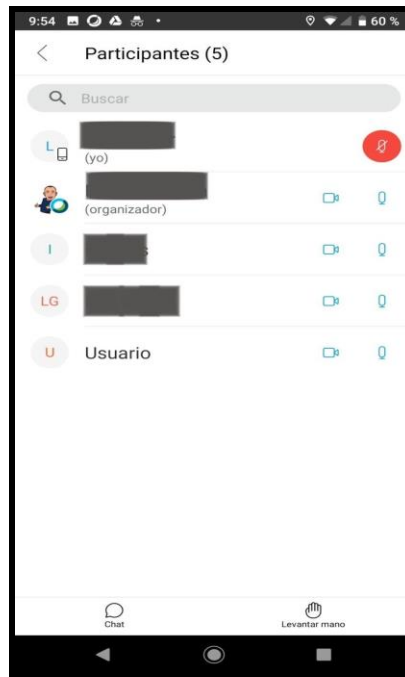 9:54
60 %
Participantes (5)
Buscar
L
(yo)
(organizador)
I
s
LG
U
Usuario
Chat
Levantar mano